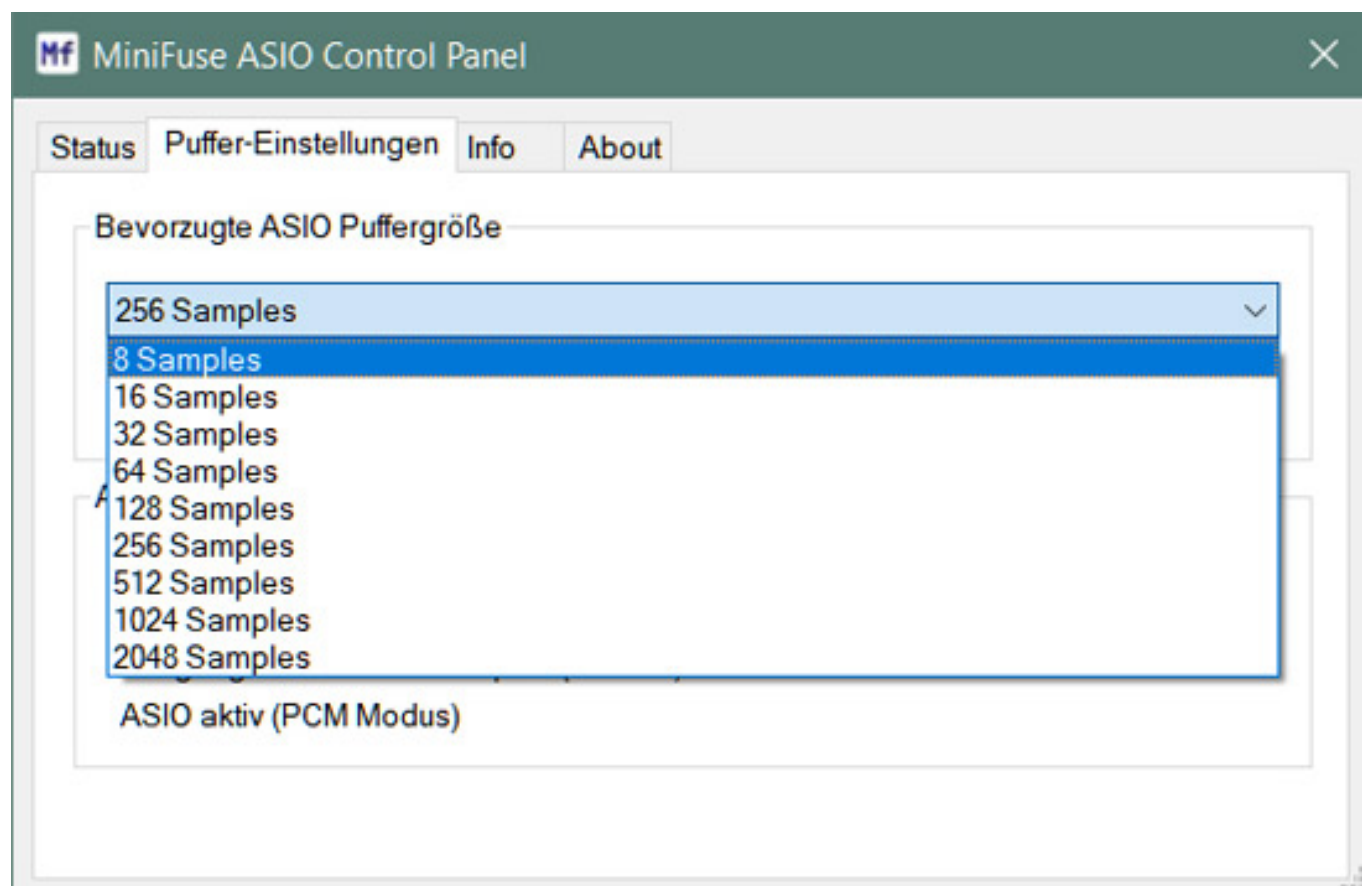 Mf MiniFuse ASIO Control Panel
Status Puffer-Einstellungen Info About
Bevorzugte ASIO Puffergröße
256 Samples
8 Samples
16 Samples
32 Samples
64 Samples
128 Samples
256 Samples
512 Samples
1024 Samples
2048 Samples
ASIO aktiv (PCM Modus)